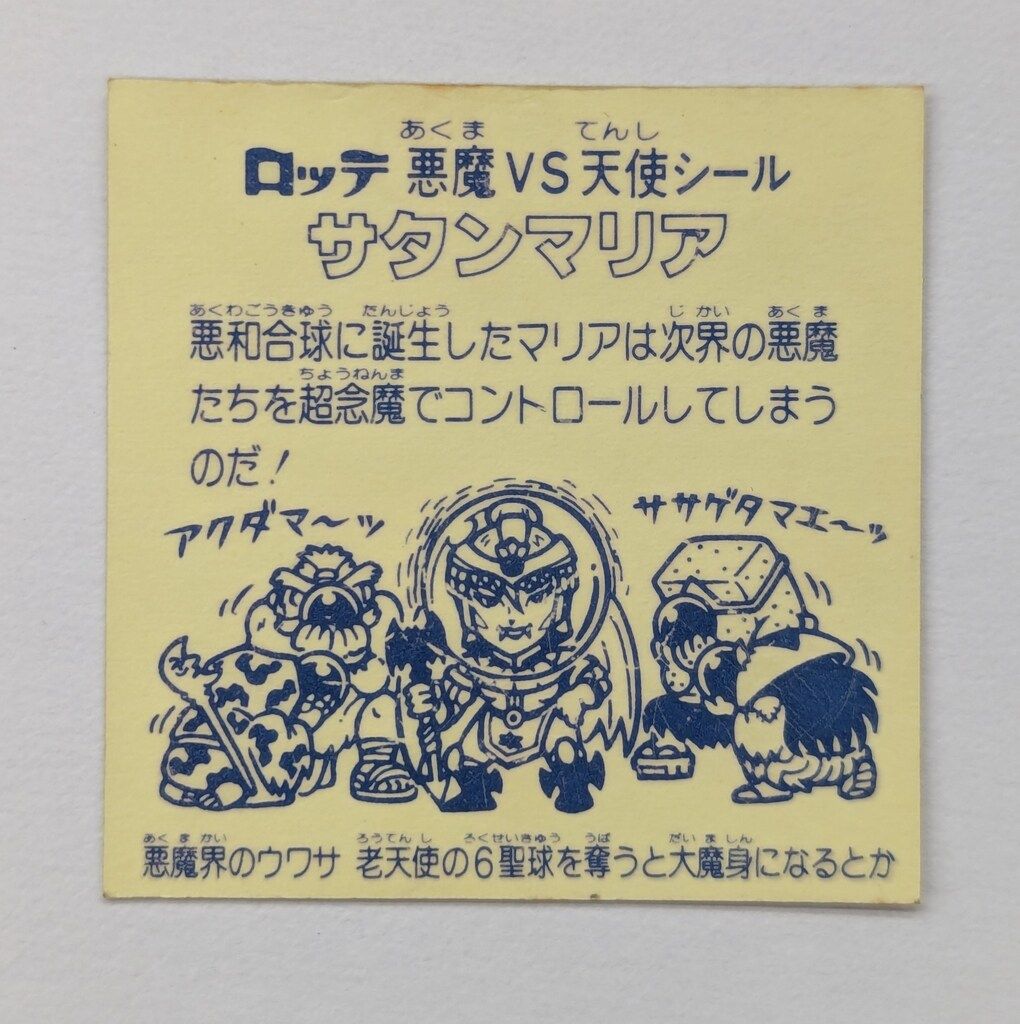 あくま てんし
ロッテ 悪魔VS天使シール
サタンマリア
あくわごうきゅう たんじょう じかい あくま
悪和合球に誕生したマリアは次界の悪魔
ちょうねんま
たちを超念魔でコントロールしてしまう
のだ!
アクダマ〜ッ
ササゲタマエ〜ッ
あくまかい ろうてんし ろくせいきゅう うば だいましん
悪魔界のウワサ 老天使の6聖球を奪うと大魔身になるとか